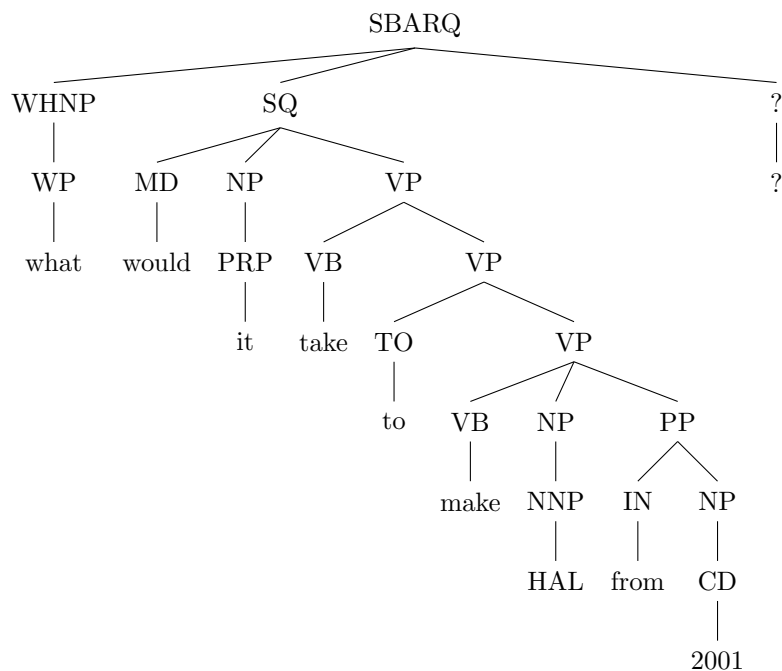 SBARQ
WHNP SQ ?
WP MD NP VP ?
what would PRP VB VP
it take TO VP
to VB NP PP
make NNP IN NP
HAL from CD
2001